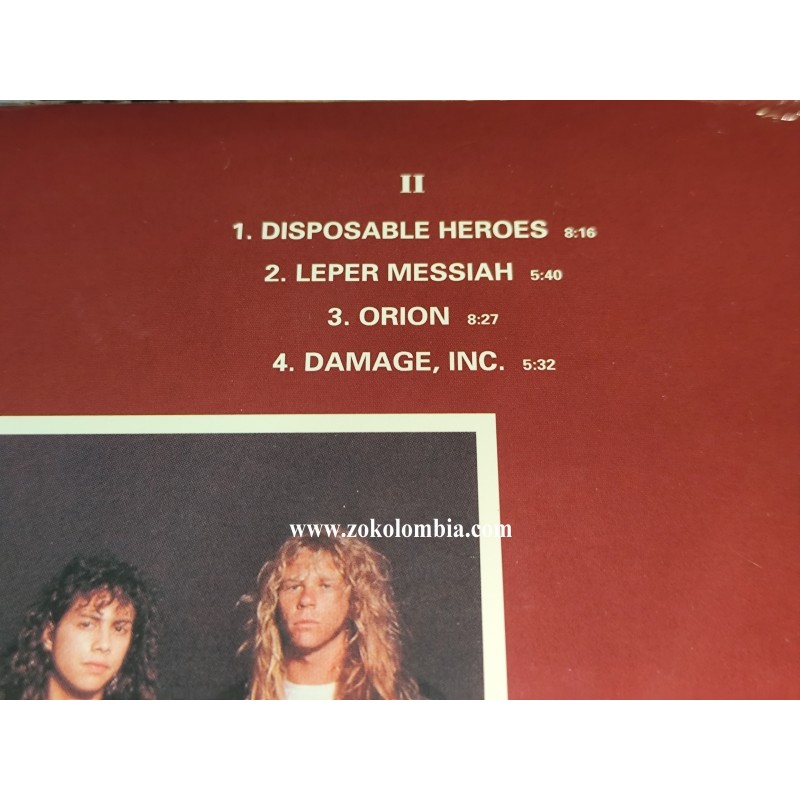 II
1. DISPOSABLE HEROES 8:16
2. LEPER MESSIAH 5:40
3. ORION 8:27
4. DAMAGE, INC. 5:32
www.zokolombia.com